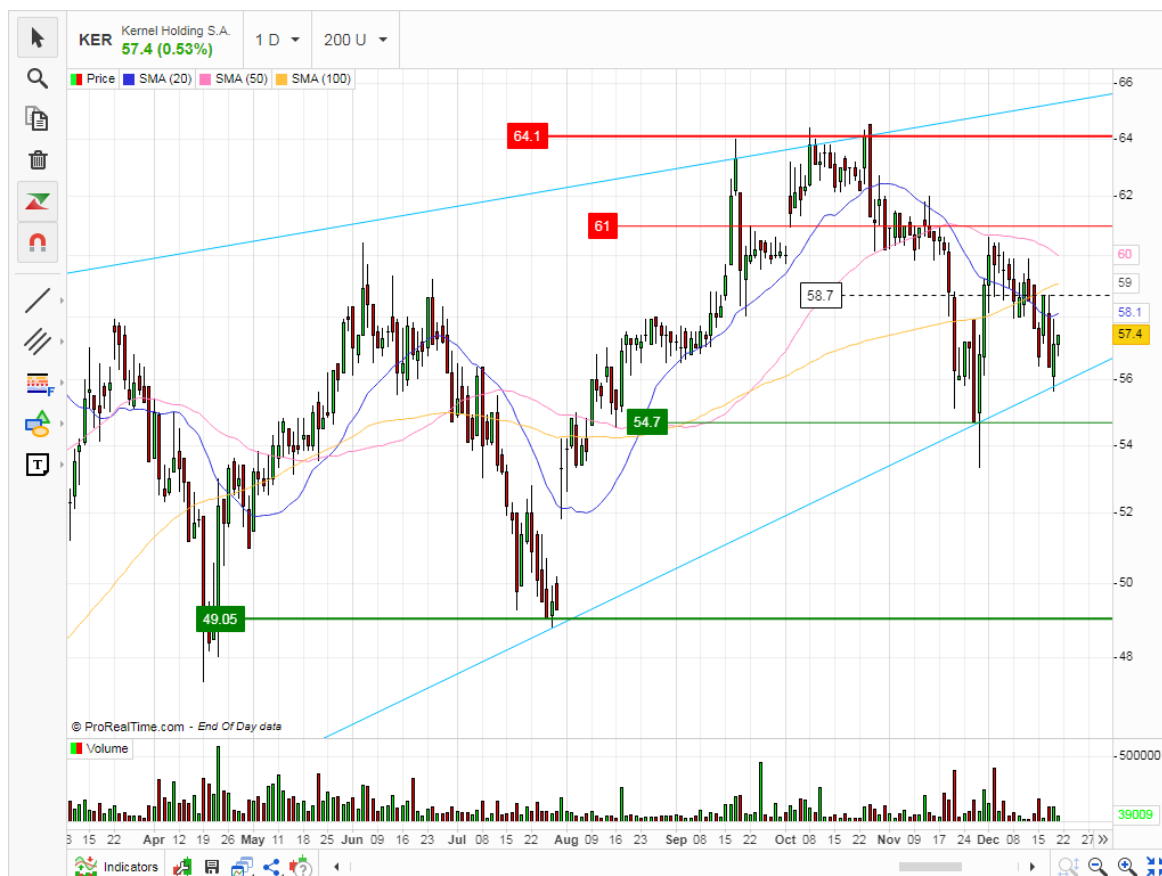 KER Kernel Holding S.A. 57.4 (0.53%) 1 D 200 U
Price SMA (20) SMA (50) SMA (100)
66
64.1
64
62
61
60
59
58.7
58.1
57.4
56
54.7
54
52
50
49.05
48
© ProRealTime.com - End Of Day data
Volume
500000
39009
15 22 Apr 12 19 26 May 11 18 25 Jun 09 16 23 Jul 08 15 22 Aug 09 16 23 Sep 08 15 22 Oct 08 15 22 Nov 09 17 24 Dec 08 15 22 27
Indicators
F
T